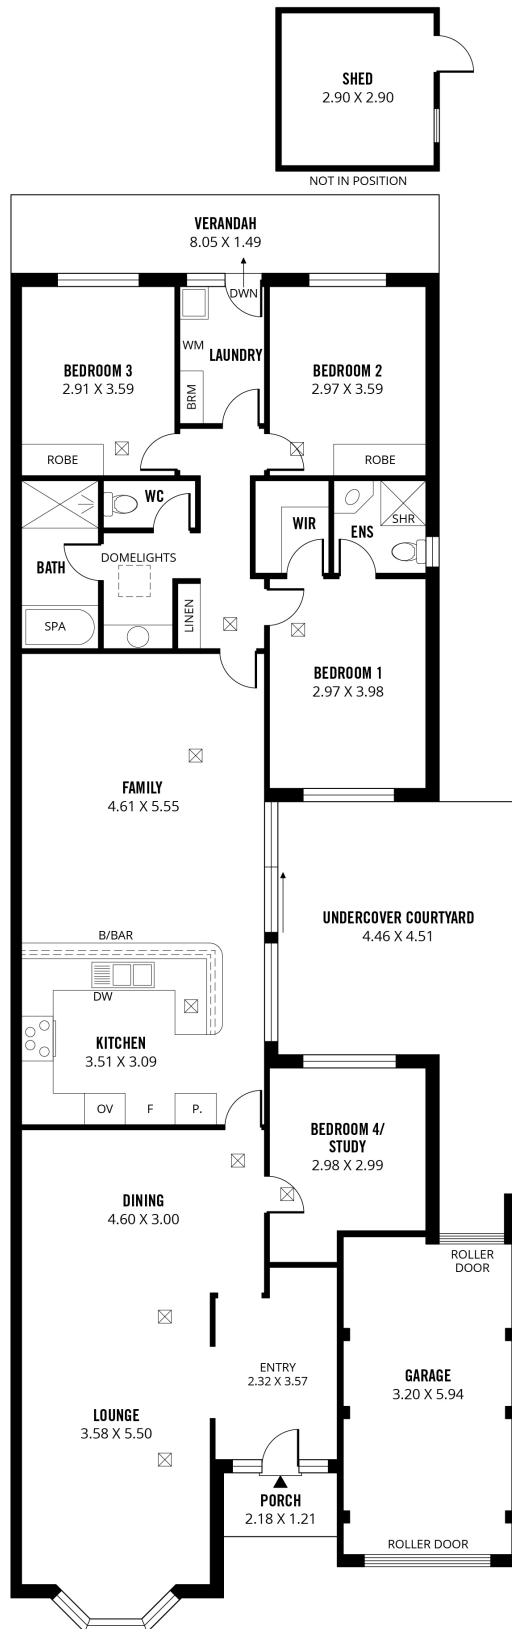 SHED
2.90 X 2.90
NOT IN POSITION
VERANDAH
8.05 X 1.49
DWN
WM
LAUNDRY
BRM
BEDROOM 3
2.91 X 3.59
ROBE
BEDROOM 2
2.97 X 3.59
ROBE
WC
WIR
ENS
SHR
BATH
DOMELIGHTS
SPA
LINEN
BEDROOM 1
2.97 X 3.98
FAMILY
4.61 X 5.55
UNDERCOVER COURTYARD
4.46 X 4.51
B/BAR
DW
KITCHEN
3.51 X 3.09
OV
F
P.
BEDROOM 4/
STUDY
2.98 X 2.99
DINING
4.60 X 3.00
ROLLER
DOOR
ENTRY
2.32 X 3.57
GARAGE
3.20 X 5.94
LOUNGE
3.58 X 5.50
PORCH
2.18 X 1.21
ROLLER DOOR